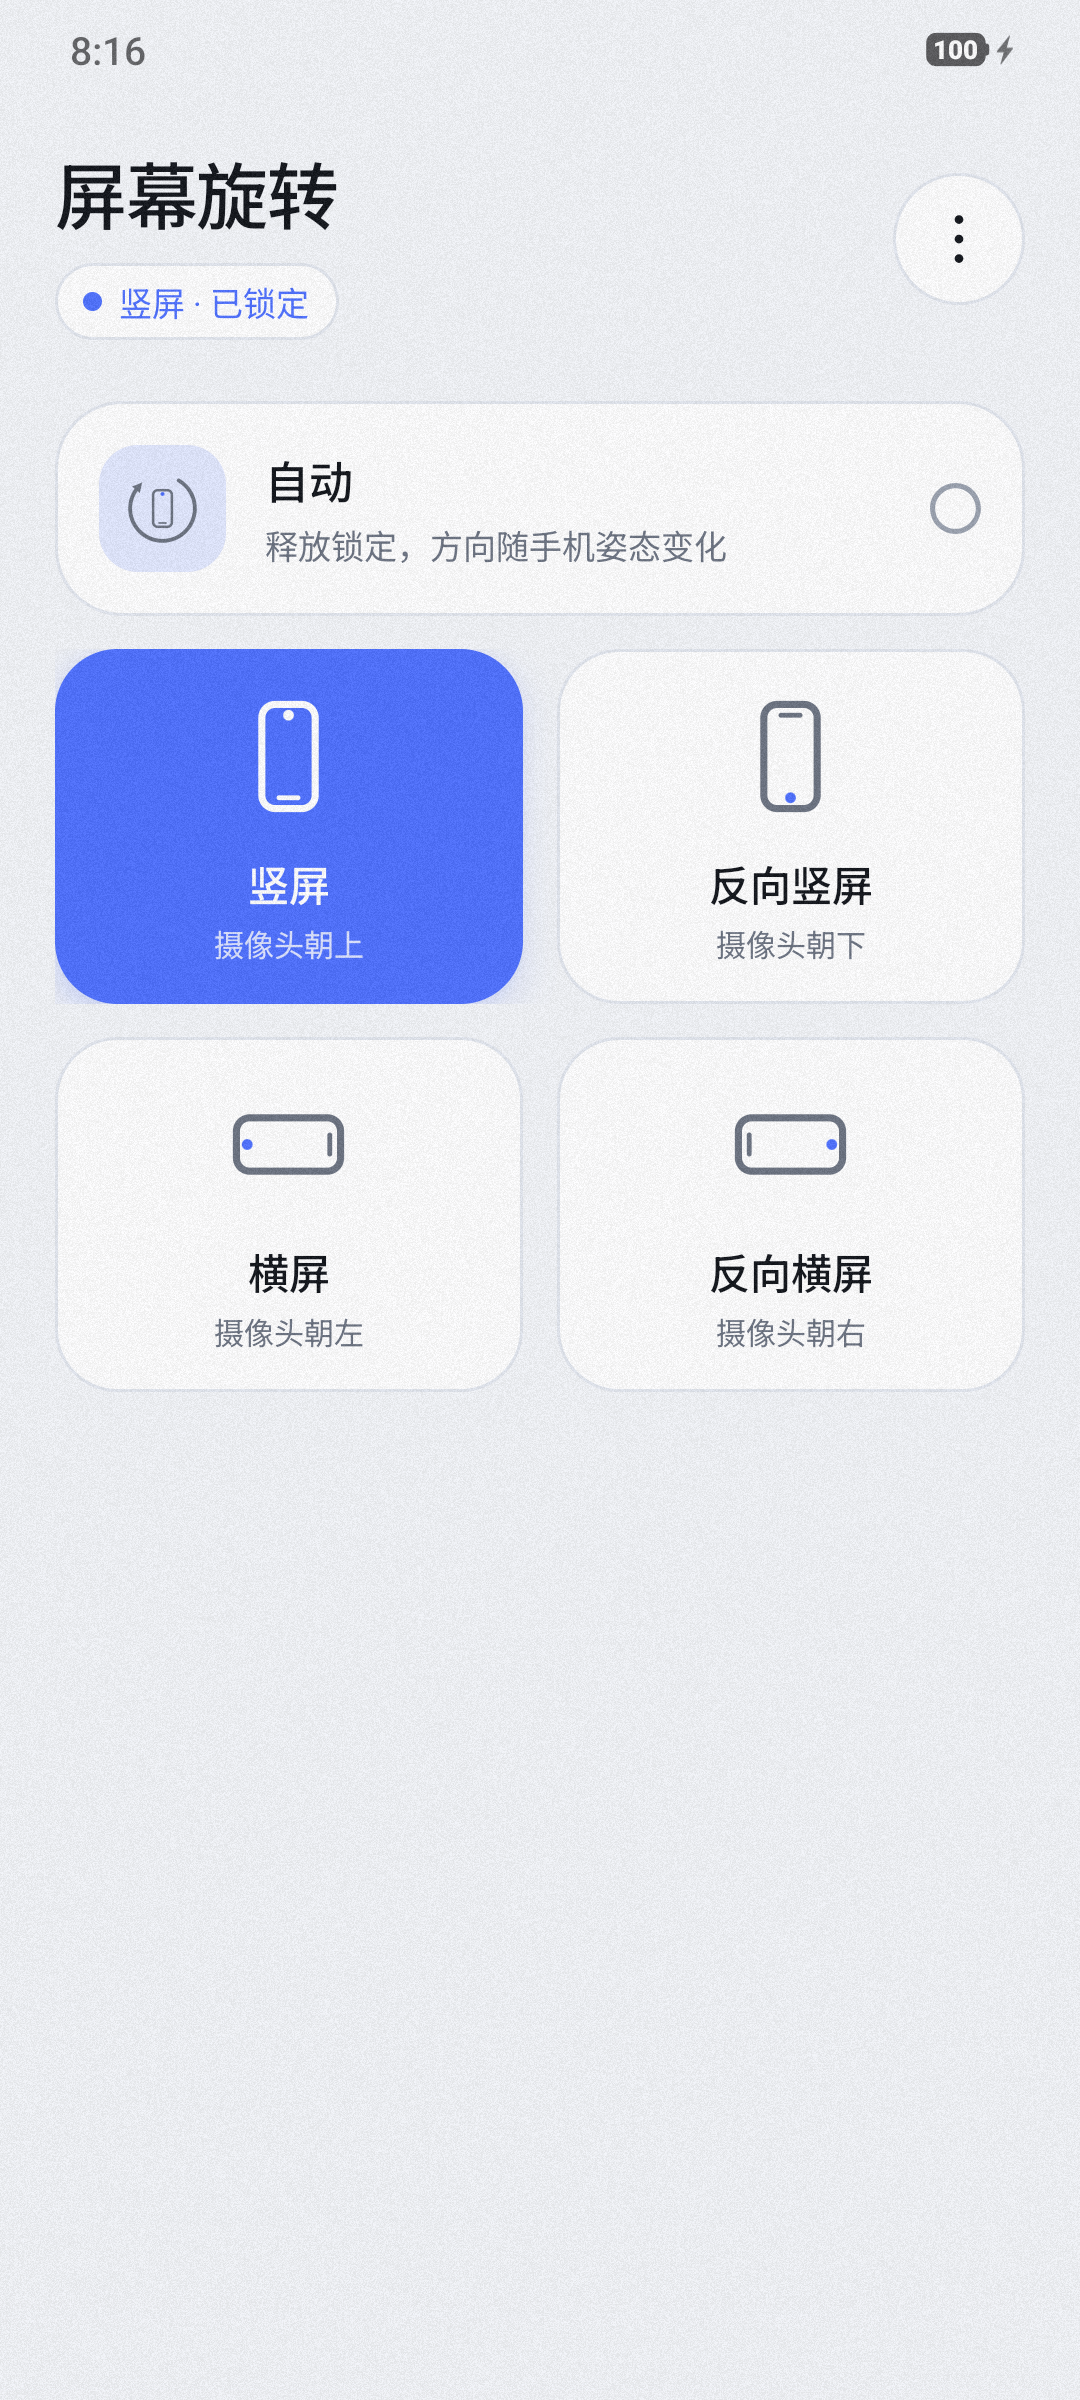 8:16
100
屏幕旋转
竖屏 · 已锁定
自动
释放锁定，方向随手机姿态变化
竖屏
摄像头朝上
反向竖屏
摄像头朝下
横屏
摄像头朝左
反向横屏
摄像头朝右